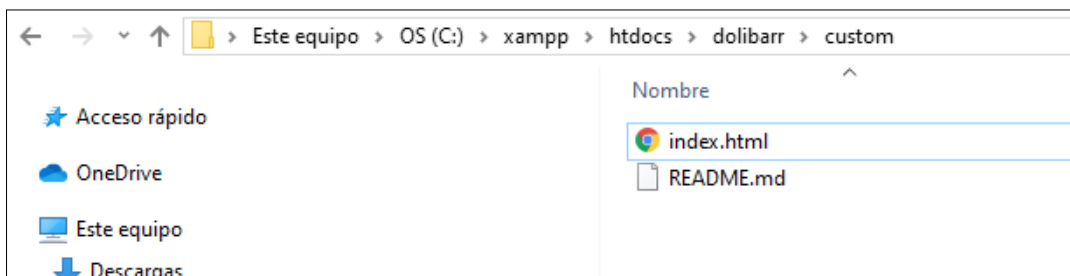 Este equipo > OS (C:) > xampp > htdocs > dolibarr > custom
Nombre
Acceso rápido
index.html
OneDrive
README.md
Este equipo
Descargas